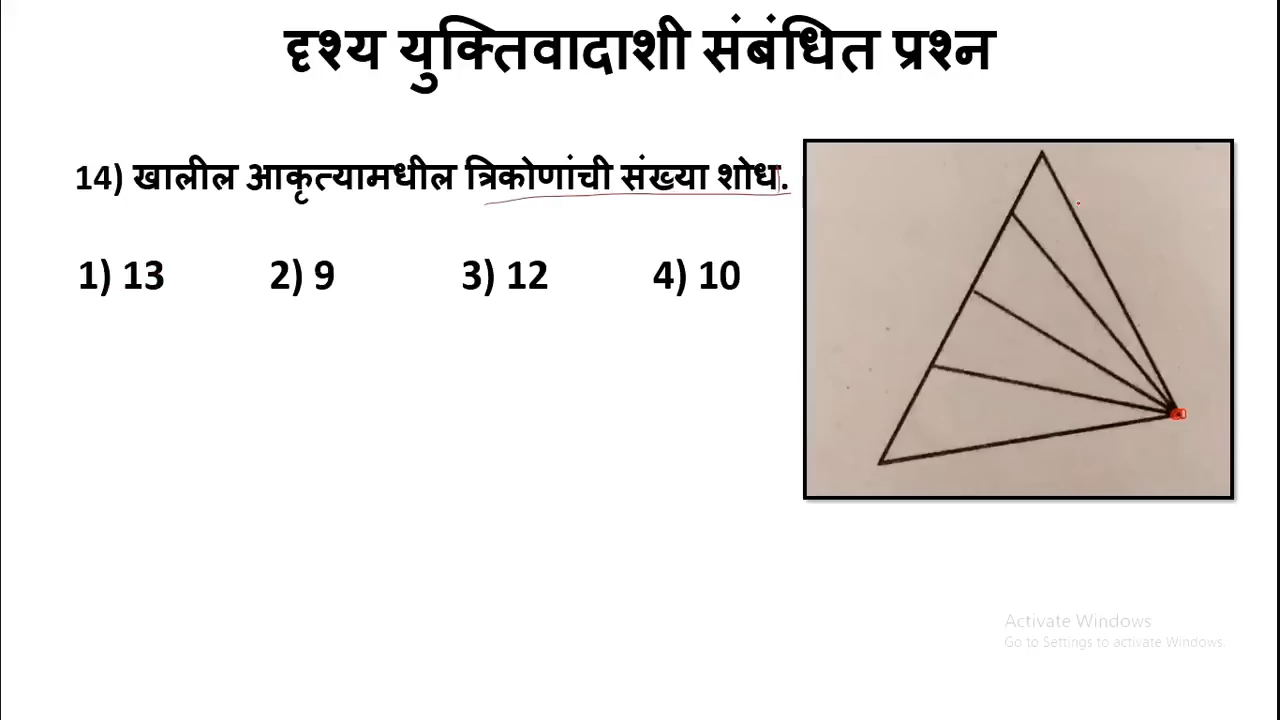 दृश्य युक्तिवादाशी संबंधित प्रश्न
14) खालील आकृत्यामधील त्रिकोणांची संख्या शोध.
1) 13 2) 9 3) 12 4) 10
Activate Windows
Go to Settings to activate Windows.